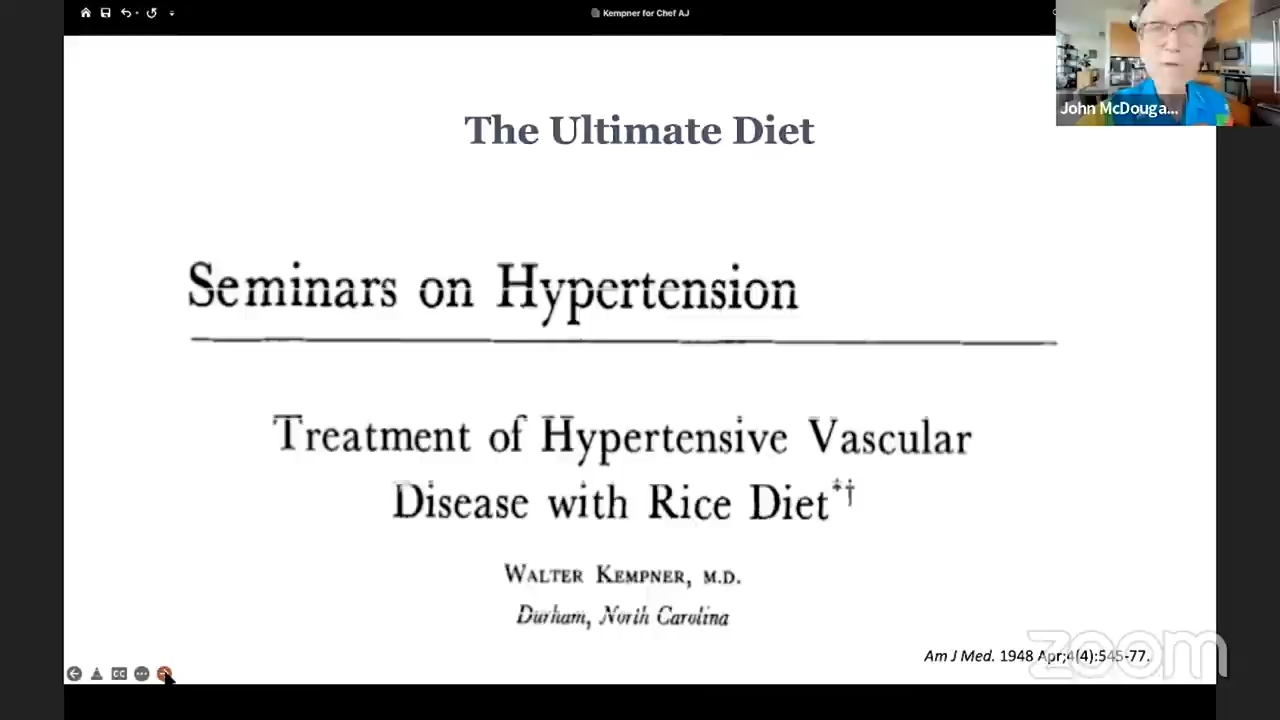 Kempner for Chef AJ
John McDouga...
The Ultimate Diet
Seminars on Hypertension
Treatment of Hypertensive Vascular
Disease with Rice Diet*†
WALTER KEMPNER, M.D.
Durham, North Carolina
Am J Med. 1948 Apr;4(4):545-77.
zoom
CC